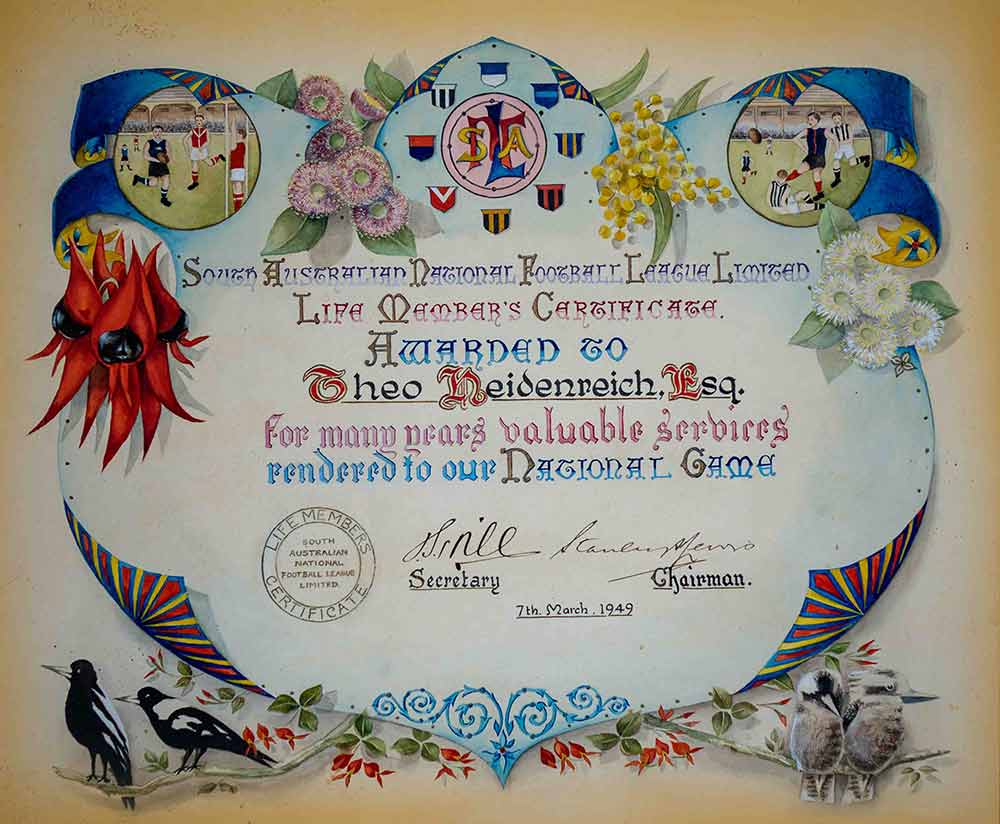 SLFA
SOUTH AUSTRALIAN NATIONAL FOOTBALL LEAGUE LIMITED
LIFE MEMBER'S CERTIFICATE.
AWARDED TO
Theo Heidenreich, Esq.
For many years valuable services
rendered to our NATIONAL GAME
LIFE MEMBERS CERTIFICATE
SOUTH
AUSTRALIAN
NATIONAL
FOOTBALL LEAGUE
LIMITED.
Secretary
Chairman.
7th. March, 1949